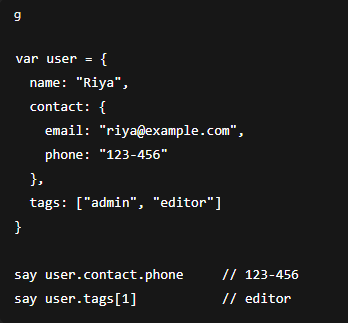 g
var user = {
  name: "Riya",
  contact: {
    email: "riya@example.com",
    phone: "123-456"
  },
  tags: ["admin", "editor"]
}
say user.contact.phone     // 123-456
say user.tags[1]           // editor